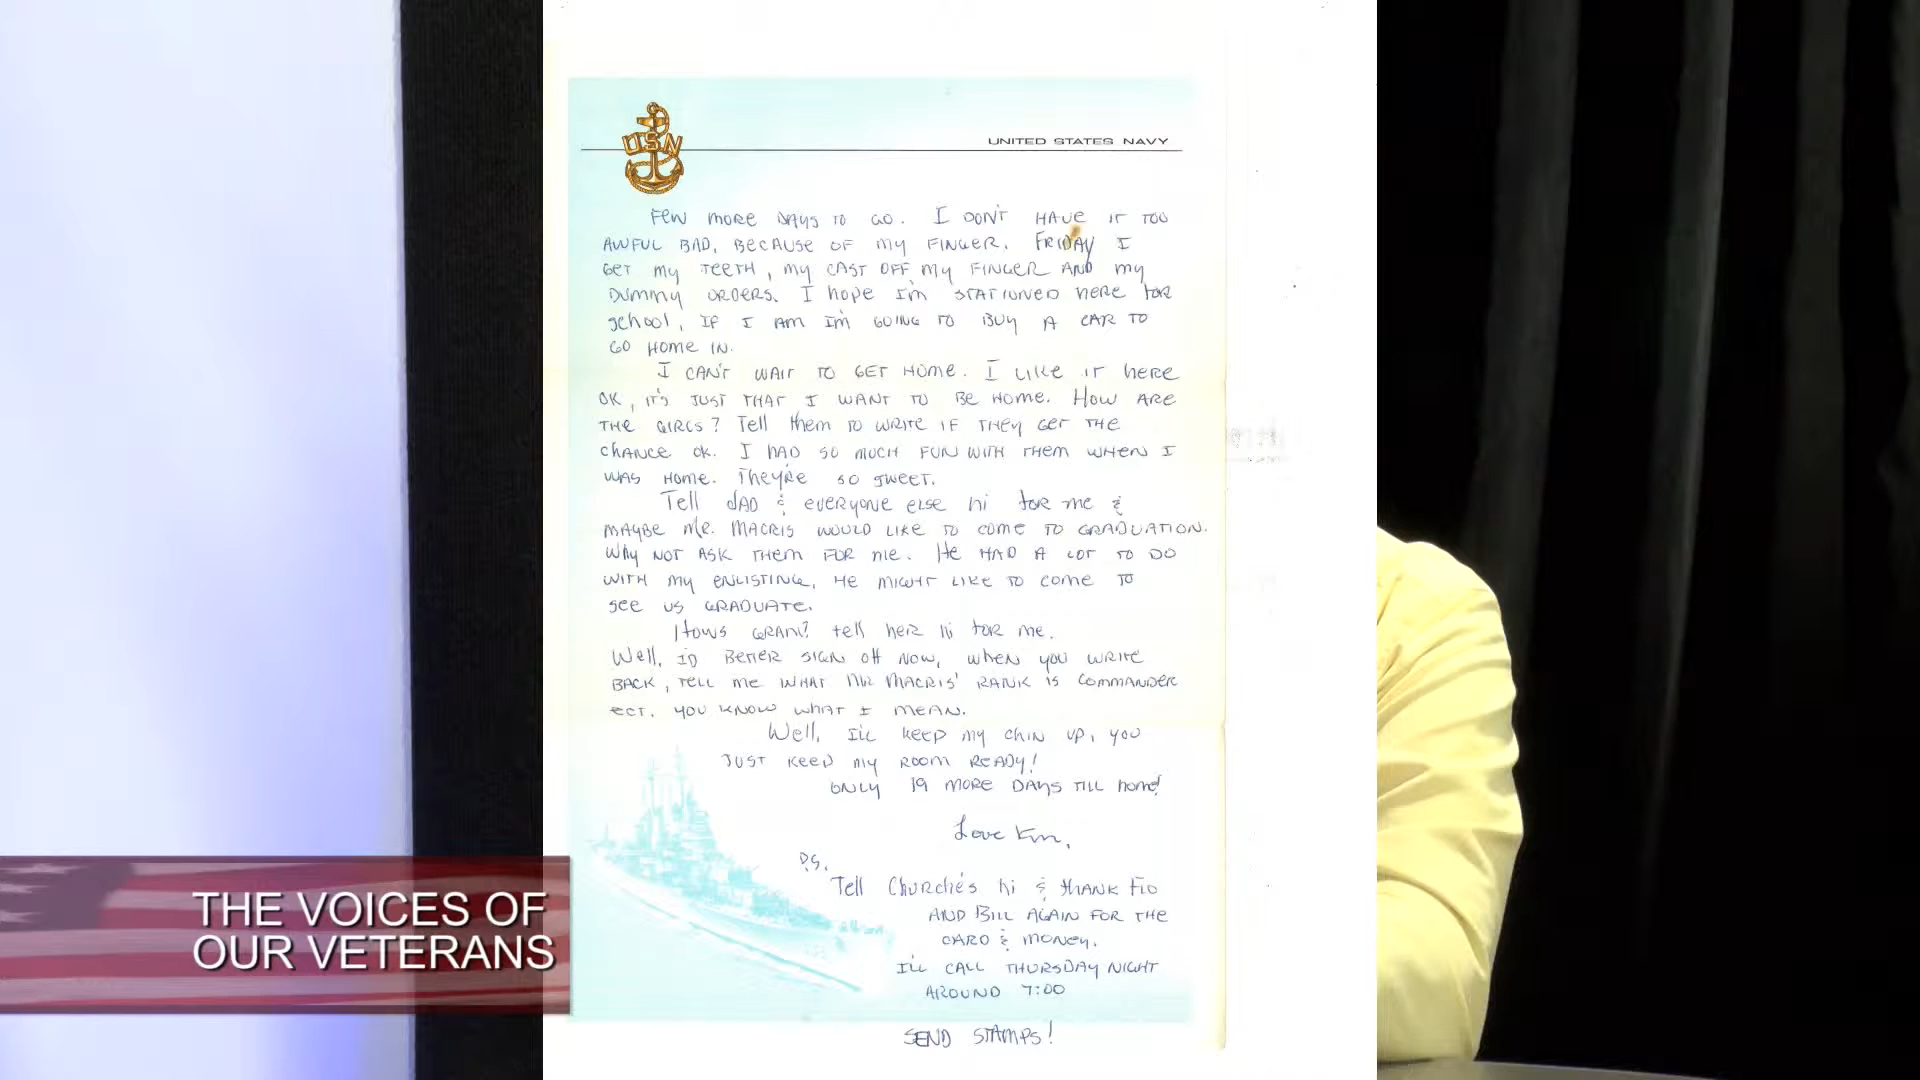 USN
UNITED STATES NAVY
FEW MORE DAYS TO GO. I DON'T HAVE IT TOO
AWFUL BAD, BECAUSE OF MY FINGER. FRIDAY I
GET MY TEETH, MY CAST OFF MY FINGER AND MY
DUMMY ORDERS. I HOPE I'M STATIONED HERE FOR
SCHOOL, IF I AM I'M GOING TO BUY A CAR TO
GO HOME IN.
I CAN'T WAIT TO GET HOME. I LIKE IT HERE
OK, IT'S JUST THAT I WANT TO BE HOME. HOW ARE
THE GIRLS? TELL THEM TO WRITE IF THEY GET THE
CHANCE OK. I HAD SO MUCH FUN WITH THEM WHEN I
WAS HOME. THEY'RE SO SWEET.
TELL DAD & EVERYONE ELSE HI FOR ME &
MAYBE MR. MACRIS WOULD LIKE TO COME TO GRADUATION.
WHY NOT ASK THEM FOR ME. HE HAD A LOT TO DO
WITH MY ENLISTING, HE MIGHT LIKE TO COME TO
SEE US GRADUATE.
HOWS GRAM? TELL HER HI FOR ME.
WELL, I'D BETTER SIGN OFF NOW, WHEN YOU WRITE
BACK, TELL ME WHAT MR MACRIS' RANK IS COMMANDER
ECT. YOU KNOW WHAT I MEAN.
WELL, I'LL KEEP MY CHIN UP, YOU
JUST KEEP MY ROOM READY!
ONLY 19 MORE DAYS TILL HOME!
Love Kim,
P.S.
TELL CHURCHE'S HI & THANK FLO
AND BILL AGAIN FOR THE
CARD & MONEY.
I'LL CALL THURSDAY NIGHT
AROUND 7:00
SEND STAMPS!
THE VOICES OF
OUR VETERANS